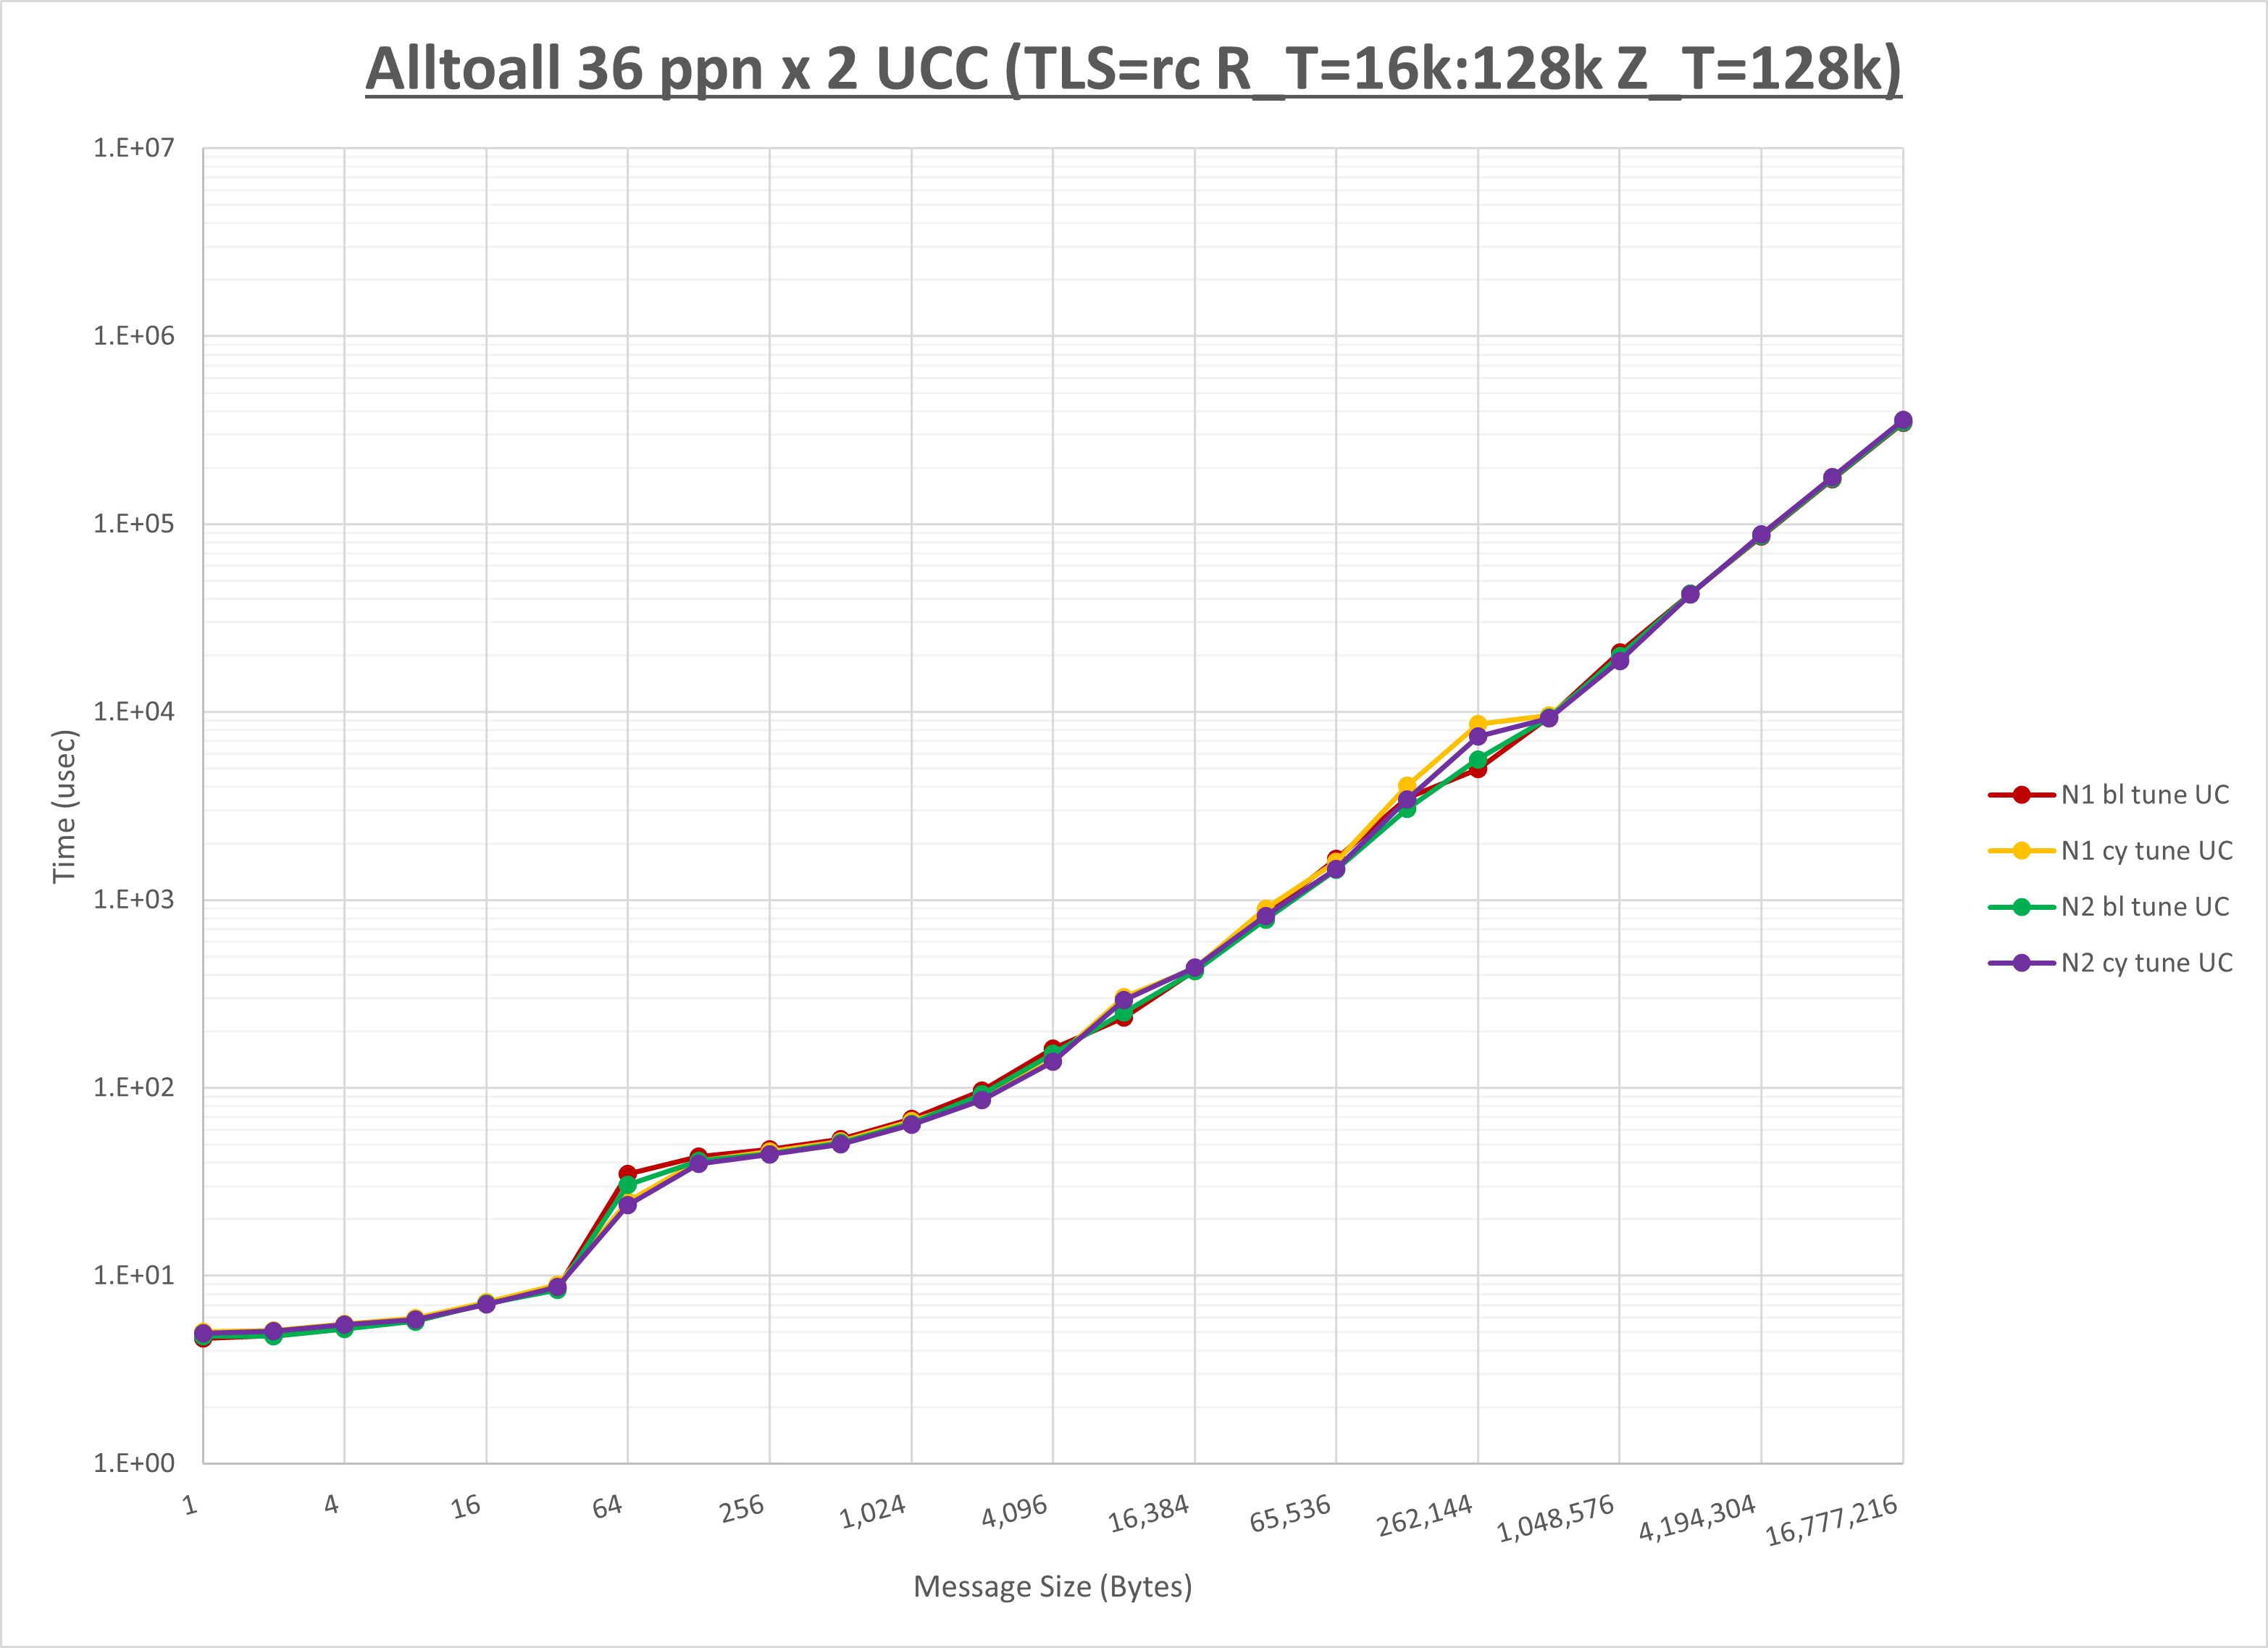 Alltoall 36 ppn x 2 UCC (TLS=rc R_T=16k:128k Z_T=128k)
1.E+07
1.E+06
1.E+05
1.E+04
1.E+03
1.E+02
1.E+01
1.E+00
Time (usec)
1
4
16
64
256
1,024
4,096
16,384
65,536
262,144
1,048,576
4,194,304
16,777,216
Message Size (Bytes)
N1 bl tune UC
N1 cy tune UC
N2 bl tune UC
N2 cy tune UC